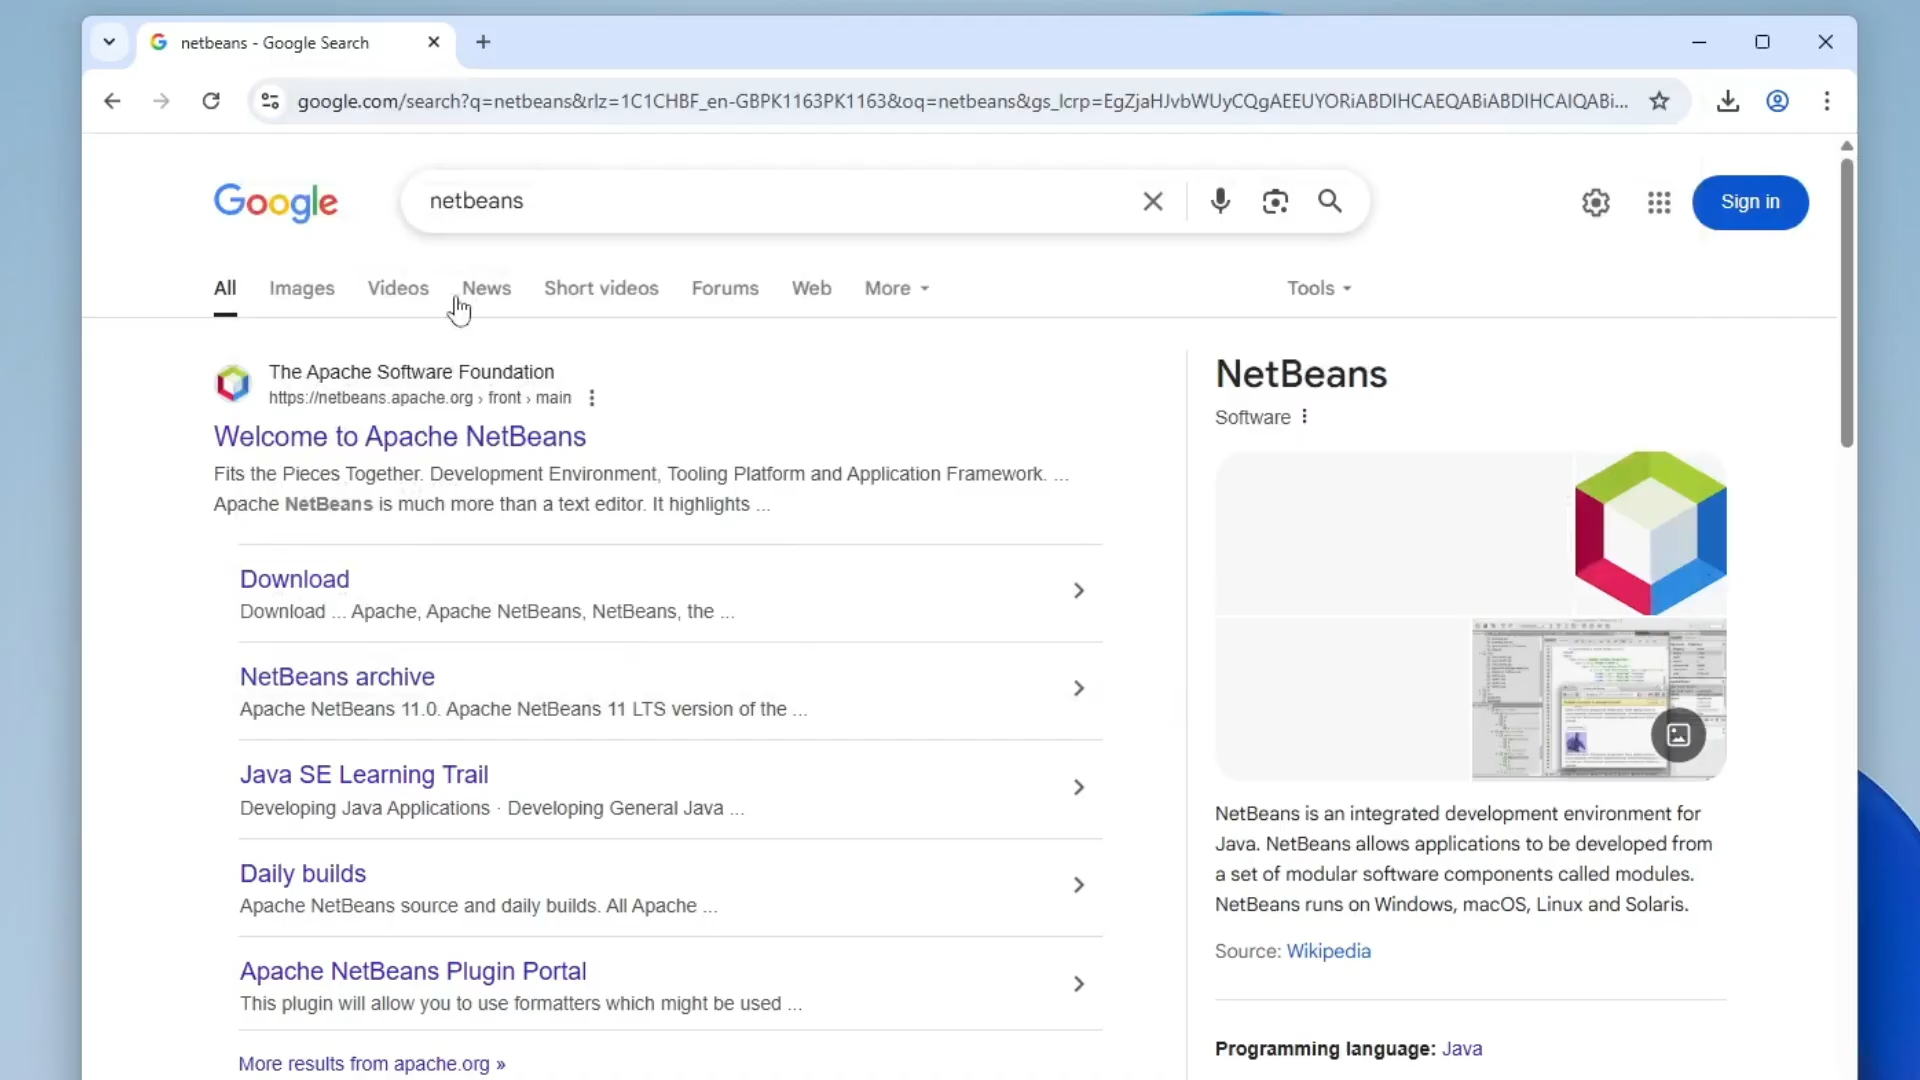 netbeans - Google Search
google.com/search?q=netbeans&rlz=1C1CHBF_en-GBPK1163PK1163&oq=netbeans&gs_lcrp=EgZjaHJvbWUyCQgAEEUYORiABDIHCAEQABiABDIHCAIQABi...
Google
netbeans
Sign in
All Images Videos News Short videos Forums Web More Tools
The Apache Software Foundation
https://netbeans.apache.org › front › main
Welcome to Apache NetBeans
Fits the Pieces Together. Development Environment, Tooling Platform and Application Framework. ...
Apache NetBeans is much more than a text editor. It highlights ...
Download
Download ... Apache, Apache NetBeans, NetBeans, the ...
NetBeans archive
Apache NetBeans 11.0. Apache NetBeans 11 LTS version of the ...
Java SE Learning Trail
Developing Java Applications · Developing General Java ...
Daily builds
Apache NetBeans source and daily builds. All Apache ...
Apache NetBeans Plugin Portal
This plugin will allow you to use formatters which might be used ...
More results from apache.org »
NetBeans
Software
NetBeans is an integrated development environment for
Java. NetBeans allows applications to be developed from
a set of modular software components called modules.
NetBeans runs on Windows, macOS, Linux and Solaris.
Source: Wikipedia
Programming language: Java